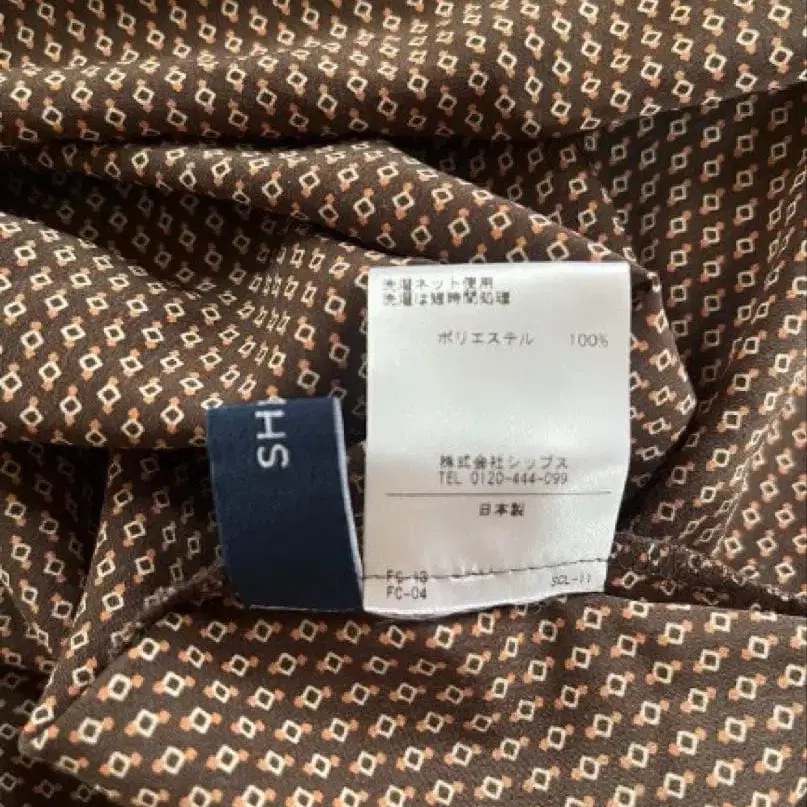 洗濯ネット使用
洗濯は短時間処理
ポリエステル 100%
株式会社シップス
TEL 0120-444-099
日本製
FC-13
FC-04
SCL-11
SH